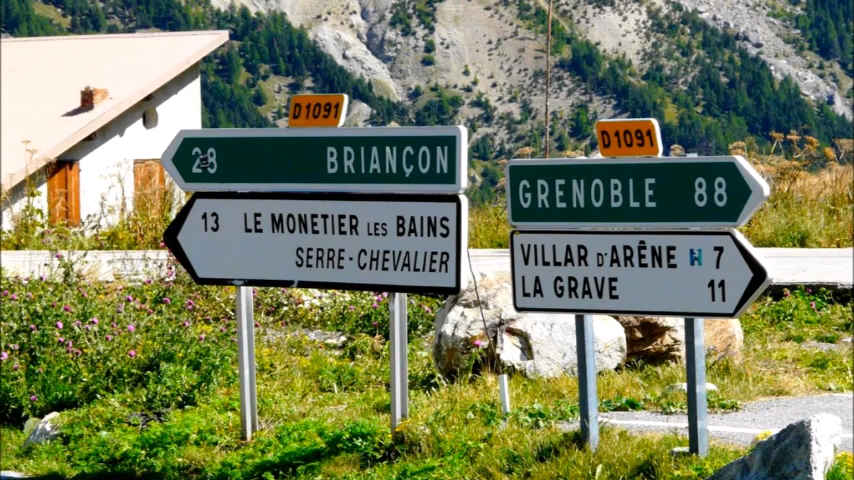 D1091
28 BRIANÇON
13 LE MONETIER LES BAINS
SERRE-CHEVALIER
D1091
GRENOBLE 88
VILLAR D'ARÊNE 7
LA GRAVE 11